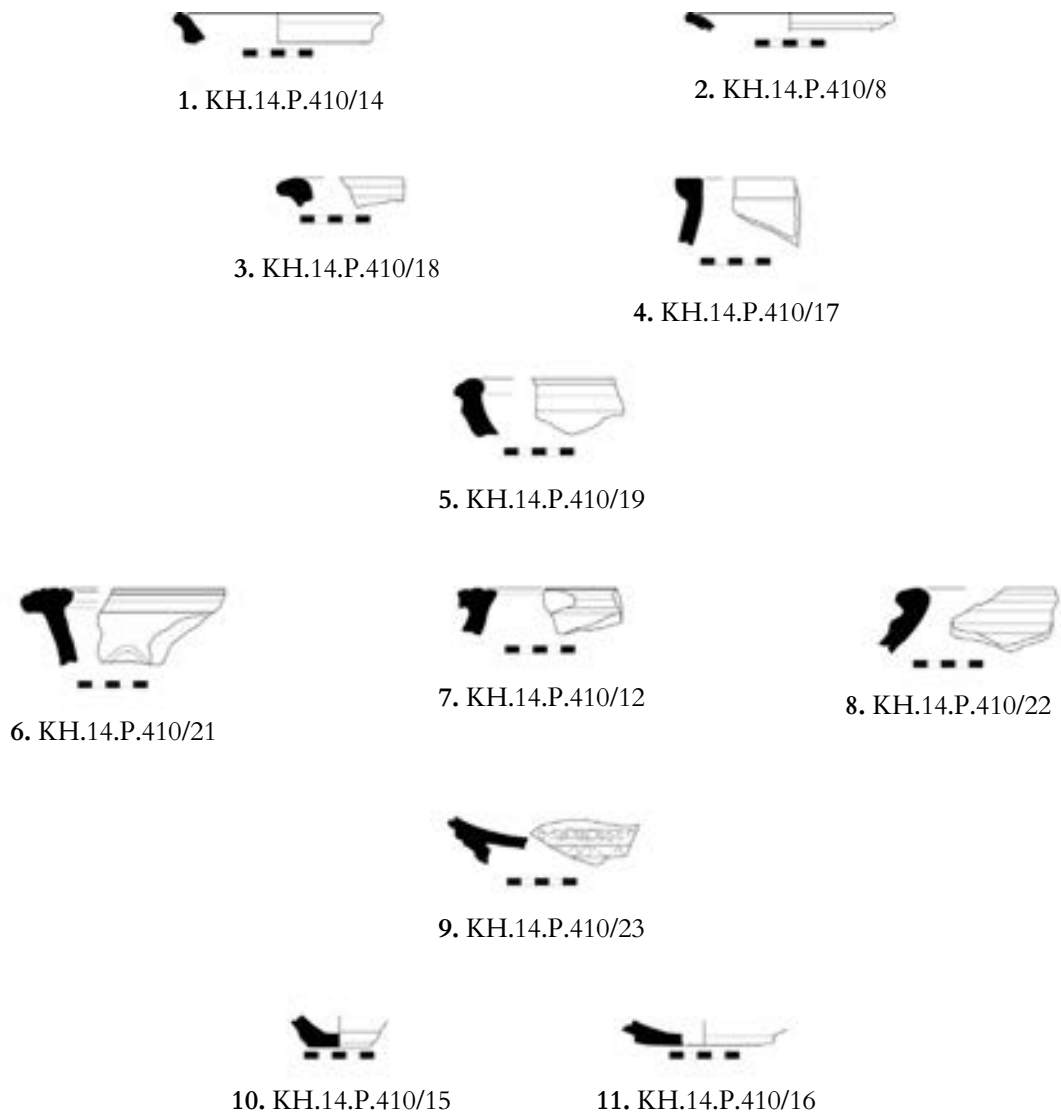 1. KH.14.P.410/14
2. KH.14.P.410/8
3. KH.14.P.410/18
4. KH.14.P.410/17
5. KH.14.P.410/19
6. KH.14.P.410/21
7. KH.14.P.410/12
8. KH.14.P.410/22
9. KH.14.P.410/23
10. KH.14.P.410/15
11. KH.14.P.410/16